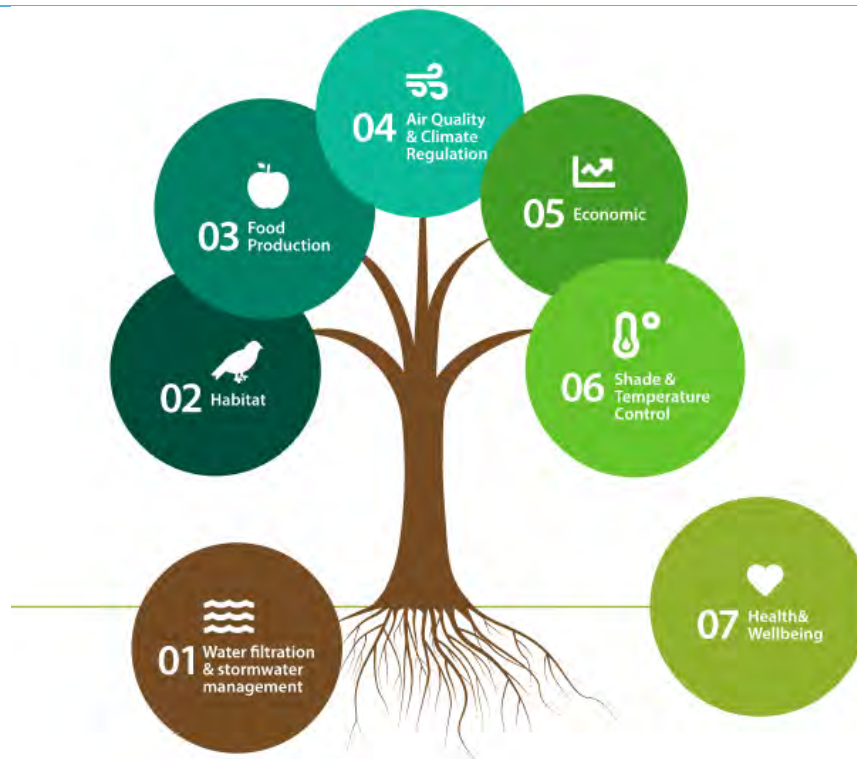 01 Water filtration
& stormwater
management
02 Habitat
03 Food
Production
04 Air Quality
& Climate
Regulation
05 Economic
06 Shade &
Temperature
Control
07 Health&
Wellbeing